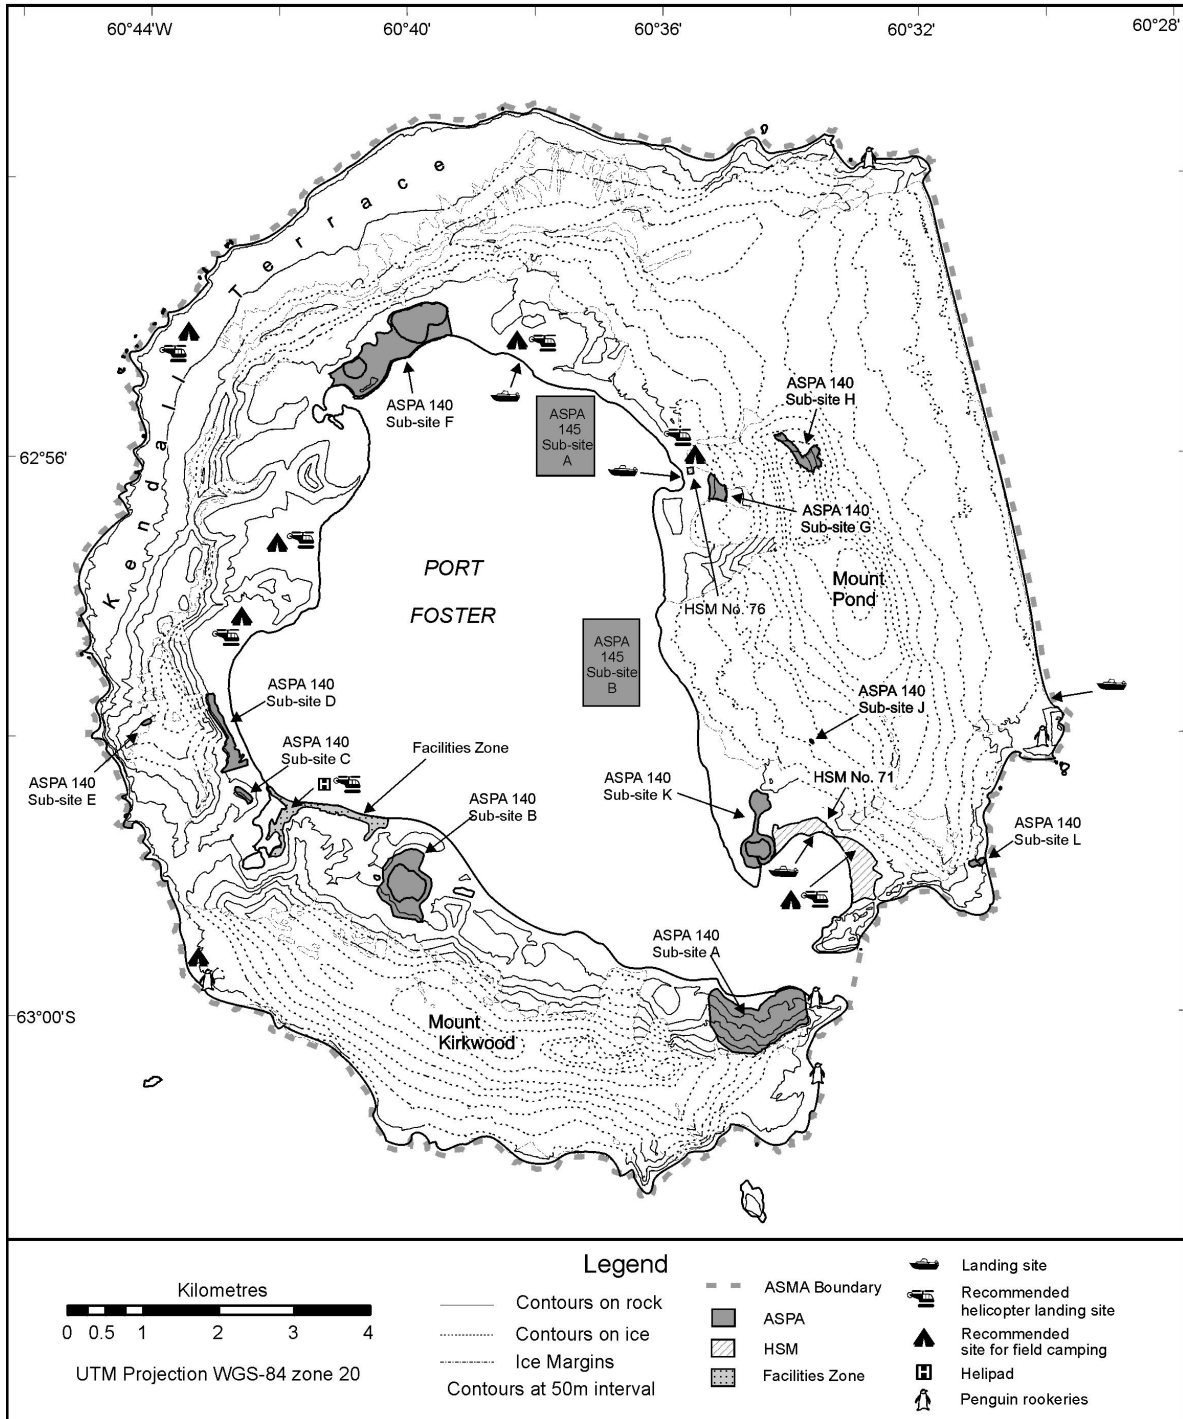 60°44'W
60°40'
60°36'
60°32'
60°28'
Kendall Terrace
ASPA 140
Sub-site F
ASPA
145
Sub-site
A
ASPA 140
Sub-site H
62°56'
ASPA 140
Sub-site G
PORT
FOSTER
HSM No. 76
Mount
Pond
ASPA
145
Sub-site
B
ASPA 140
Sub-site D
ASPA 140
Sub-site J
ASPA 140
Sub-site C
Facilities Zone
ASPA 140
Sub-site E
H
ASPA 140
Sub-site K
HSM No. 71
ASPA 140
Sub-site B
ASPA 140
Sub-site L
ASPA 140
Sub-site A
63°00'S
Mount
Kirkwood
Legend
Kilometres
0 0.5 1 2 3 4
UTM Projection WGS-84 zone 20
Contours on rock
Contours on ice
Ice Margins
Contours at 50m interval
ASMA Boundary
ASPA
HSM
Facilities Zone
Landing site
Recommended
helicopter landing site
Recommended
site for field camping
H
Helipad
Penguin rookeries